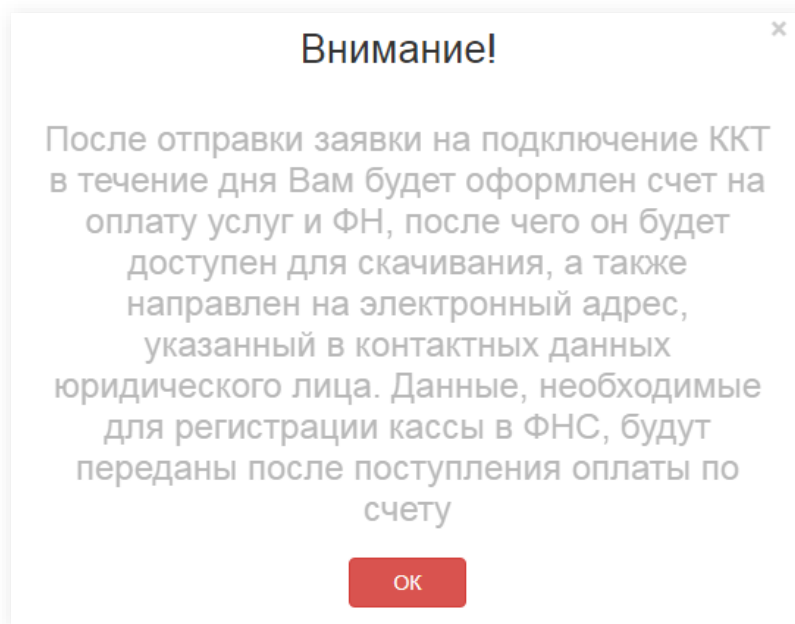 Внимание!
×
После отправки заявки на подключение ККТ
в течение дня Вам будет оформлен счет на
оплату услуг и ФН, после чего он будет
доступен для скачивания, а также
направлен на электронный адрес,
указанный в контактных данных
юридического лица. Данные, необходимые
для регистрации кассы в ФНС, будут
переданы после поступления оплаты по
счету
ОК